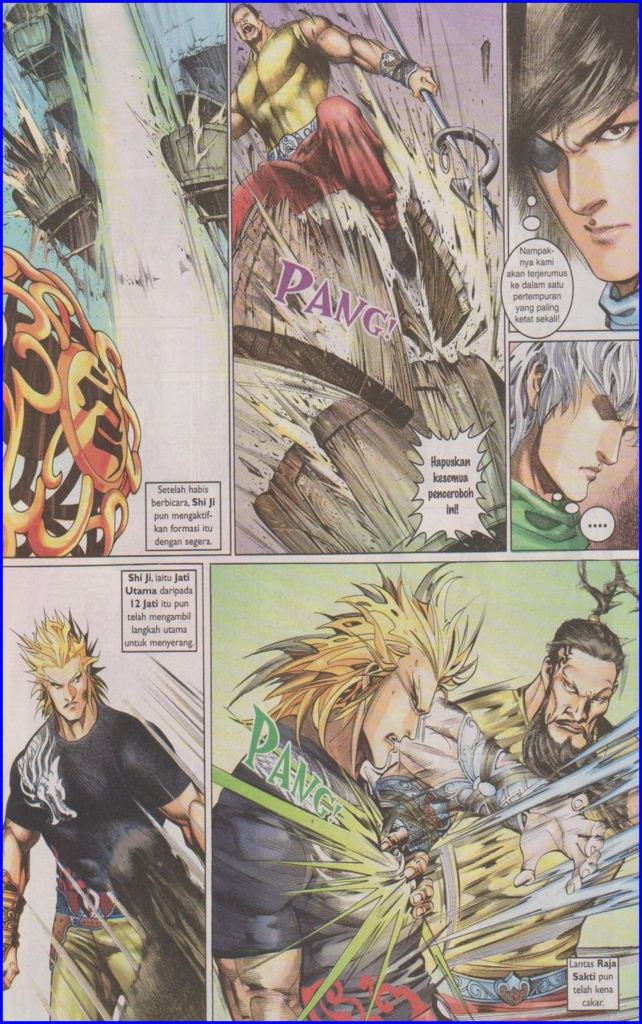 Setelah habis
berbicara, Shi Ji
pun mengaktif-
kan formasi itu
dengan segera.
PANG!
Hapuskan
kesemua
penceroboh
ini!
Nampak-
nya kami
akan terjerumus
ke dalam satu
pertempuran
yang paling
ketat sekali!
....
Shi Ji, iaitu Jati
Utama daripada
12 Jati itu pun
telah mengambil
langkah utama
untuk menyerang.
PANG!
Lantas Raja
Sakti pun
telah kena
cakar.